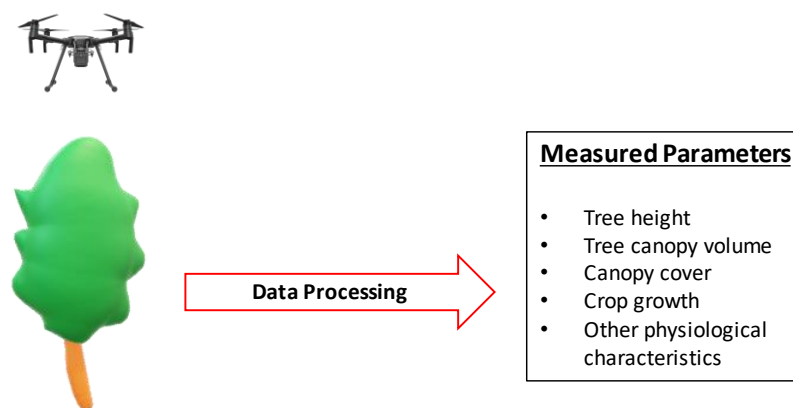 Measured Parameters
• Tree height
• Tree canopy volume
• Canopy cover
• Crop growth
• Other physiological
characteristics
Data Processing